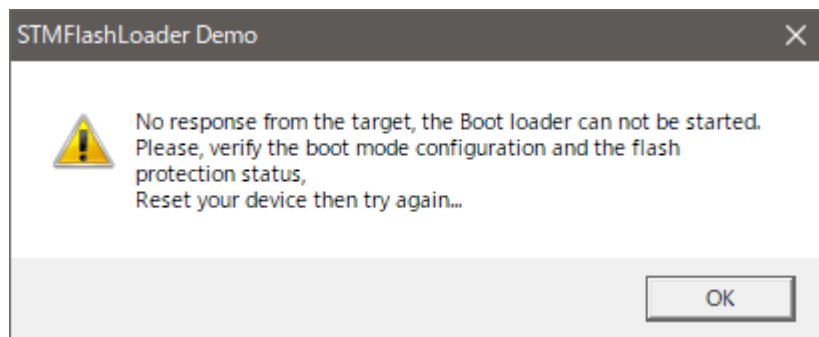 STMFlashLoader Demo
No response from the target, the Boot loader can not be started.
Please, verify the boot mode configuration and the flash
protection status,
Reset your device then try again...
OK